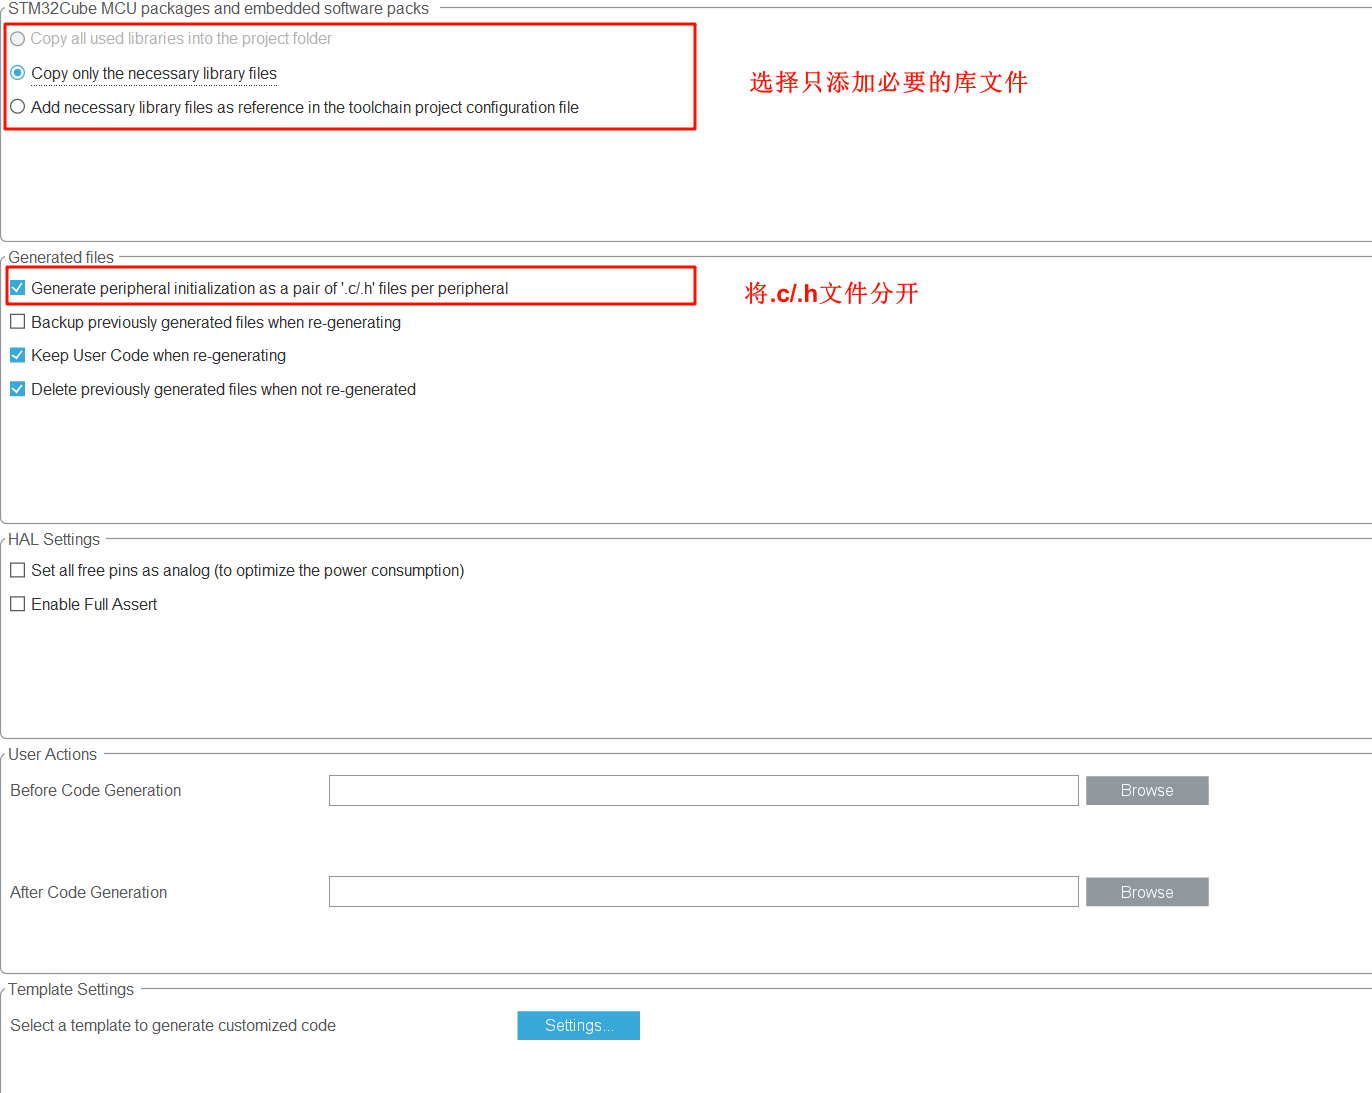 STM32Cube MCU packages and embedded software packs
Copy all used libraries into the project folder
Copy only the necessary library files
选择只添加必要的库文件
Add necessary library files as reference in the toolchain project configuration file
Generated files
Generate peripheral initialization as a pair of '.c/.h' files per peripheral
将.c/.h文件分开
Backup previously generated files when re-generating
Keep User Code when re-generating
Delete previously generated files when not re-generated
HAL Settings
Set all free pins as analog (to optimize the power consumption)
Enable Full Assert
User Actions
Before Code Generation
Browse
After Code Generation
Browse
Template Settings
Select a template to generate customized code
Settings...